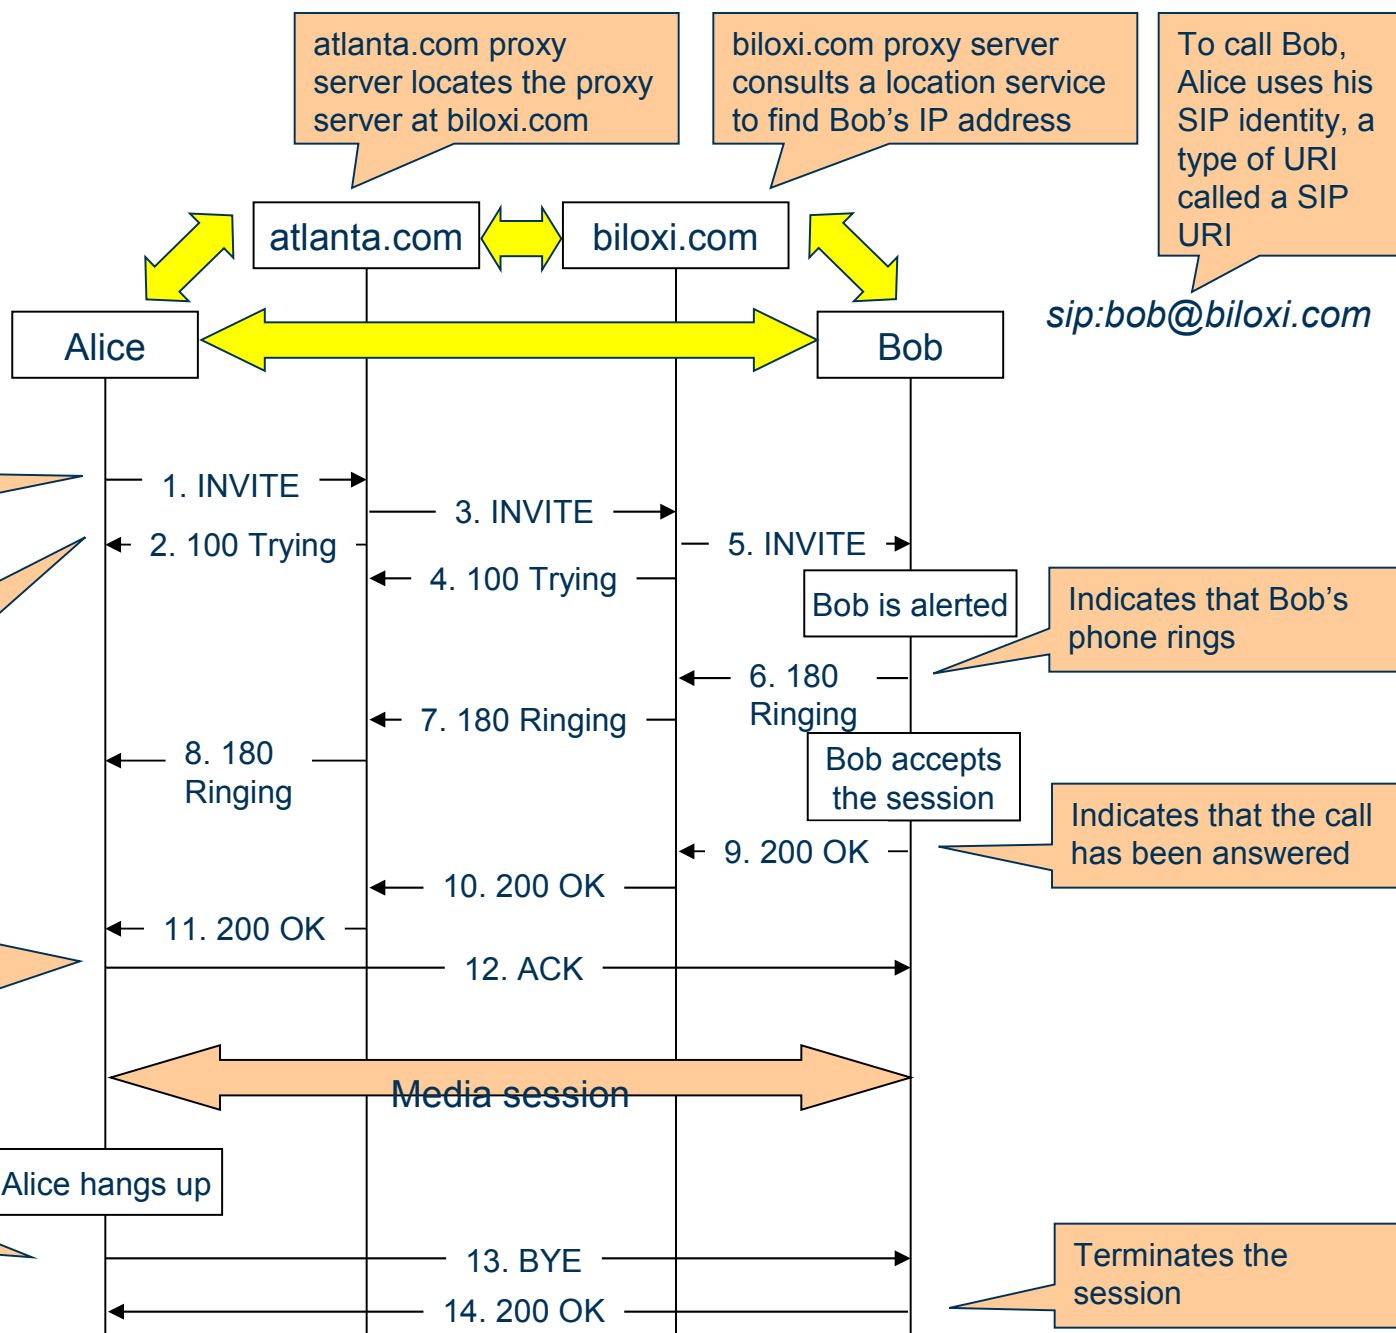 atlanta.com proxy
server locates the proxy
server at biloxi.com
biloxi.com proxy server
consults a location service
to find Bob's IP address
To call Bob,
Alice uses his
SIP identity, a
type of URI
called a SIP
URI
atlanta.com
biloxi.com
sip:bob@biloxi.com
Alice
Bob
1. INVITE
3. INVITE
2. 100 Trying
5. INVITE
4. 100 Trying
Bob is alerted
Indicates that Bob's
phone rings
6. 180
Ringing
7. 180 Ringing
8. 180
Ringing
Bob accepts
the session
Indicates that the call
has been answered
9. 200 OK
10. 200 OK
11. 200 OK
12. ACK
Media session
Alice hangs up
13. BYE
Terminates the
session
14. 200 OK